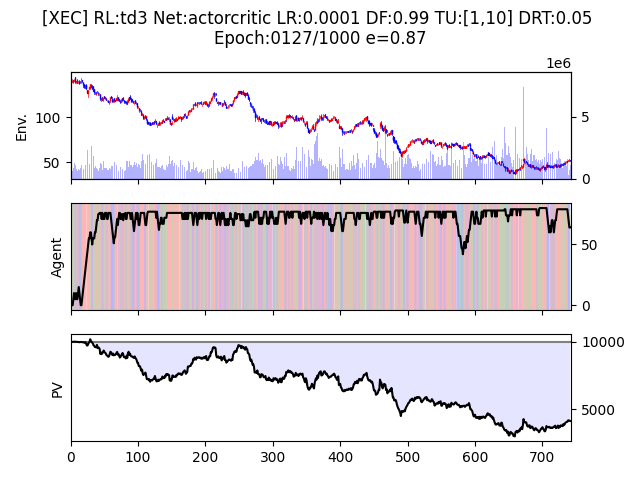 [XEC] RL:td3 Net:actorcritic LR:0.0001 DF:0.99 TU:[1,10] DRT:0.05
Epoch:0127/1000 e=0.87
1e6
Env.
100
50
5
0
Agent
50
0
PV
10000
5000
0 100 200 300 400 500 600 700